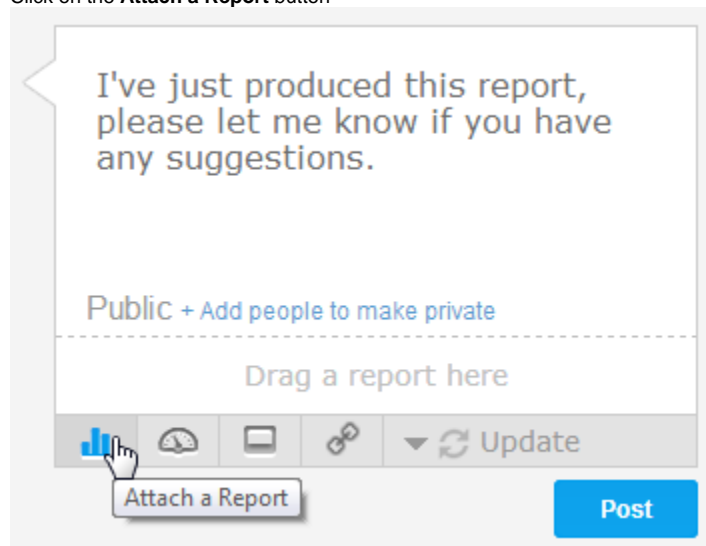 Click on the Attach a Report button
I've just produced this report,
please let me know if you have
any suggestions.
Public + Add people to make private
Drag a report here
Update
Attach a Report
Post